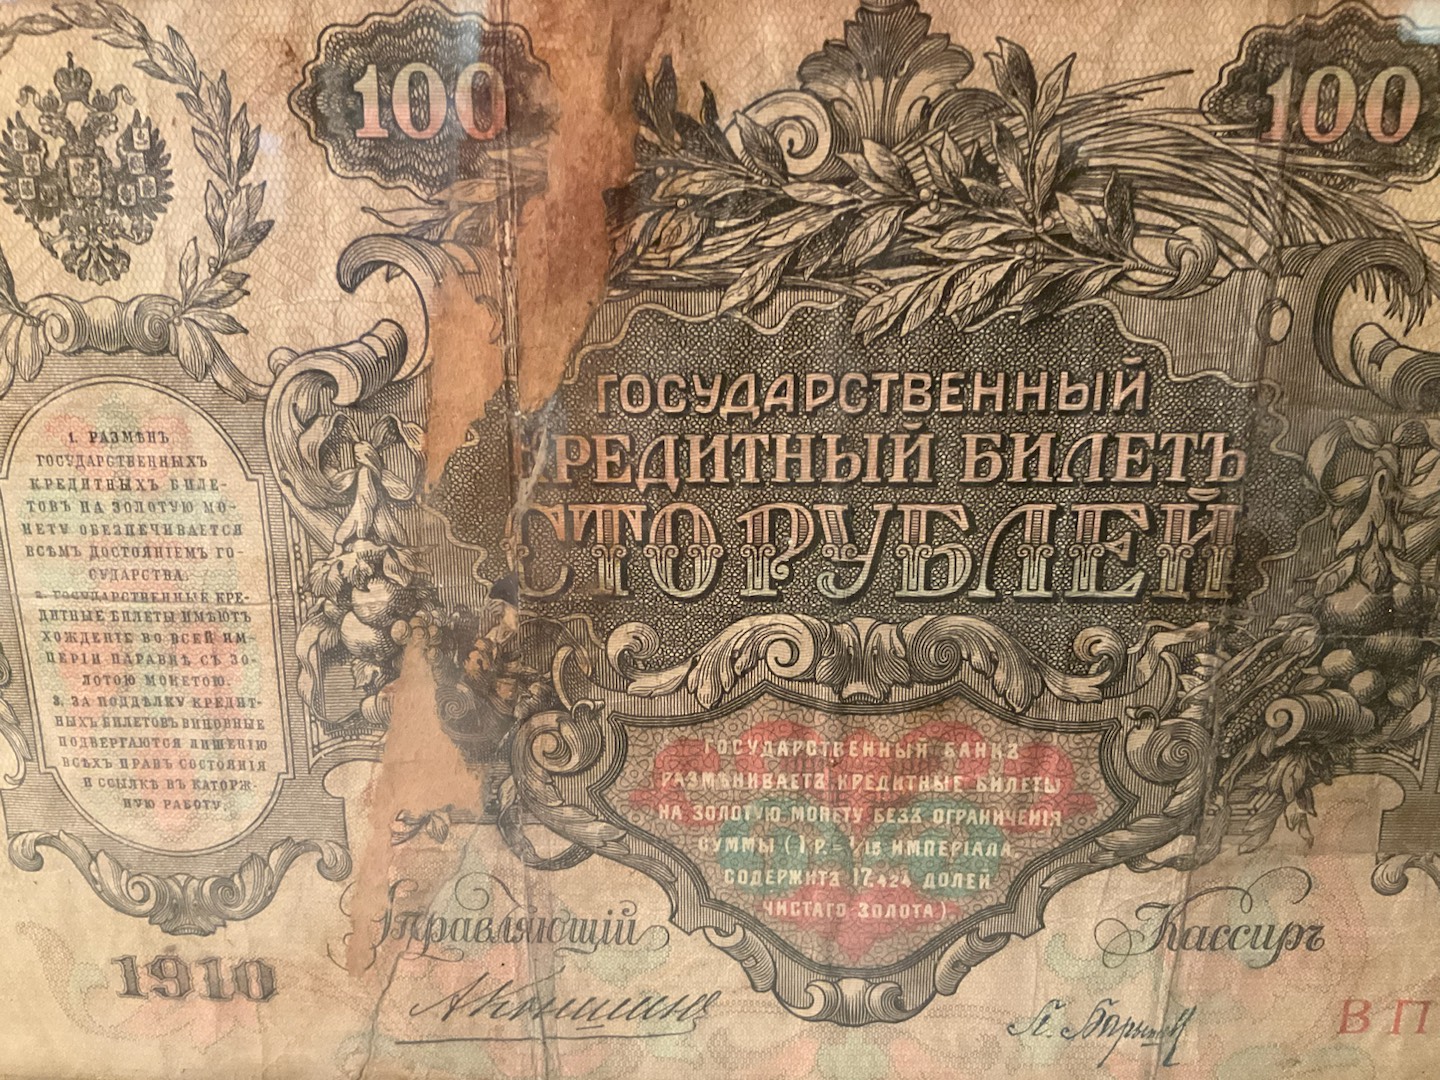 100
100
1. РАЗМѢНЪ
ГОСУДАРСТВЕННЫХЪ
КРЕДИТНЫХЪ БИЛЕ-
ТОВЪ НА ЗОЛОТУЮ МО-
НЕТУ ОБЕЗПЕЧИВАЕТСЯ
ВСѢМЪ ДОСТОЯНІЕМЪ ГО-
СУДАРСТВА.
2. ГОСУДАРСТВЕННЫЕ КРЕ-
ДИТНЫЕ БИЛЕТЫ ИМѢЮТЪ
ХОЖДЕНІЕ ВО ВСЕЙ ИМ-
ПЕРІИ НАРАВНѢ СЪ ЗО-
ЛОТОЮ МОНЕТОЮ.
3. ЗА ПОДДѢЛКУ КРЕДИТ-
НЫХЪ БИЛЕТОВЪ ВИНОВНЫЕ
ПОДВЕРГАЮТСЯ ЛИШЕНІЮ
ВСѢХЪ ПРАВЪ СОСТОЯНІЯ
И ССЫЛКѢ ВЪ КАТОРЖ-
НУЮ РАБОТУ.
1910
ГОСУДАРСТВЕННЫЙ
КРЕДИТНЫЙ БИЛЕТЪ
СТО РУБЛЕЙ
ГОСУДАРСТВЕННЫЙ БАНКЪ
РАЗМѢНИВАЕТЪ КРЕДИТНЫЕ БИЛЕТЫ
НА ЗОЛОТУЮ МОНЕТУ БЕЗЪ ОГРАНИЧЕНІЯ
СУММЫ (1 Р.= 1/15 ИМПЕРІАЛА,
СОДЕРЖИТЪ 17,424 ДОЛЕЙ
ЧИСТАГО ЗОЛОТА.)
Управляющій
Кассиръ
АКоншинъ
ВП